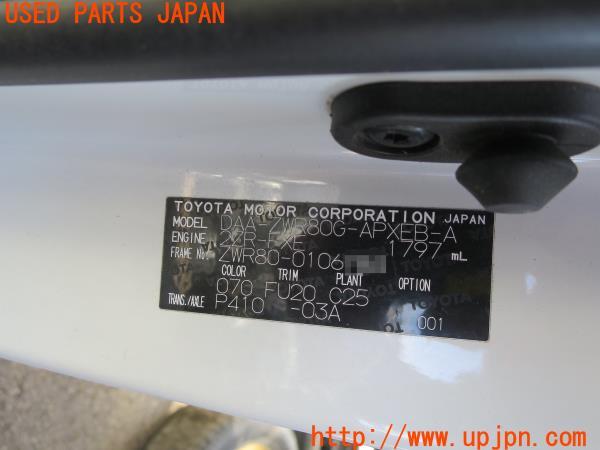 USED PARTS JAPAN
TOYOTA MOTOR CORPORATION JAPAN
MODEL DAA-ZWR80G-APXEB-A
ENGINE 2ZR-FXE 1797 mL
FRAME No. ZWR80-0106
COLOR TRIM PLANT OPTION
070 FU20 C25
TRANS./AXLE P410 -03A 001
UPJ http://www.upjpn.com